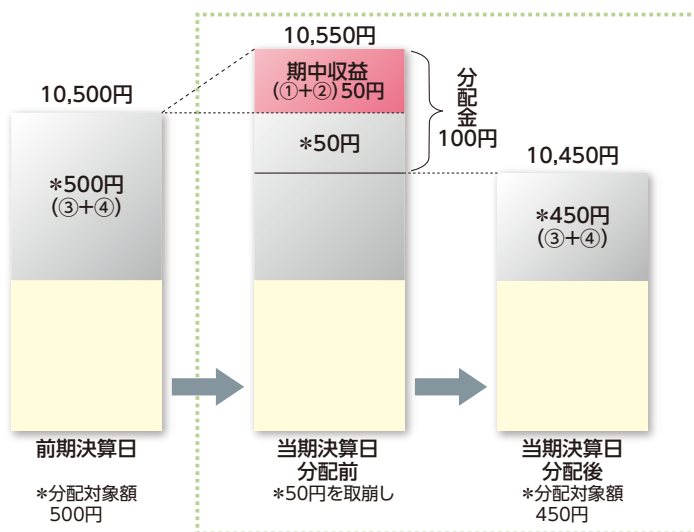 10,500円
＊500円
(③+④)
前期決算日
＊分配対象額
500円
10,550円
期中収益
(①+②)50円
＊50円
分配金
100円
当期決算日
分配前
＊50円を取崩し
10,450円
＊450円
(③+④)
当期決算日
分配後
＊分配対象額
450円